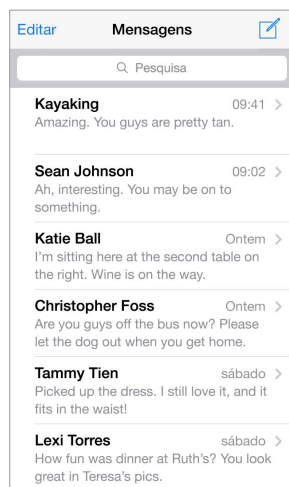 Editar Mensagens
Pesquisa
Kayaking 09:41
Amazing. You guys are pretty tan.
Sean Johnson 09:02
Ah, interesting. You may be on to
something.
Katie Ball Ontem
I'm sitting here at the second table on
the right. Wine is on the way.
Christopher Foss Ontem
Are you guys off the bus now? Please
let the dog out when you get home.
Tammy Tien sábado
Picked up the dress. I still love it, and it
fits in the waist!
Lexi Torres sábado
How fun was dinner at Ruth's? You look
great in Teresa's pics.